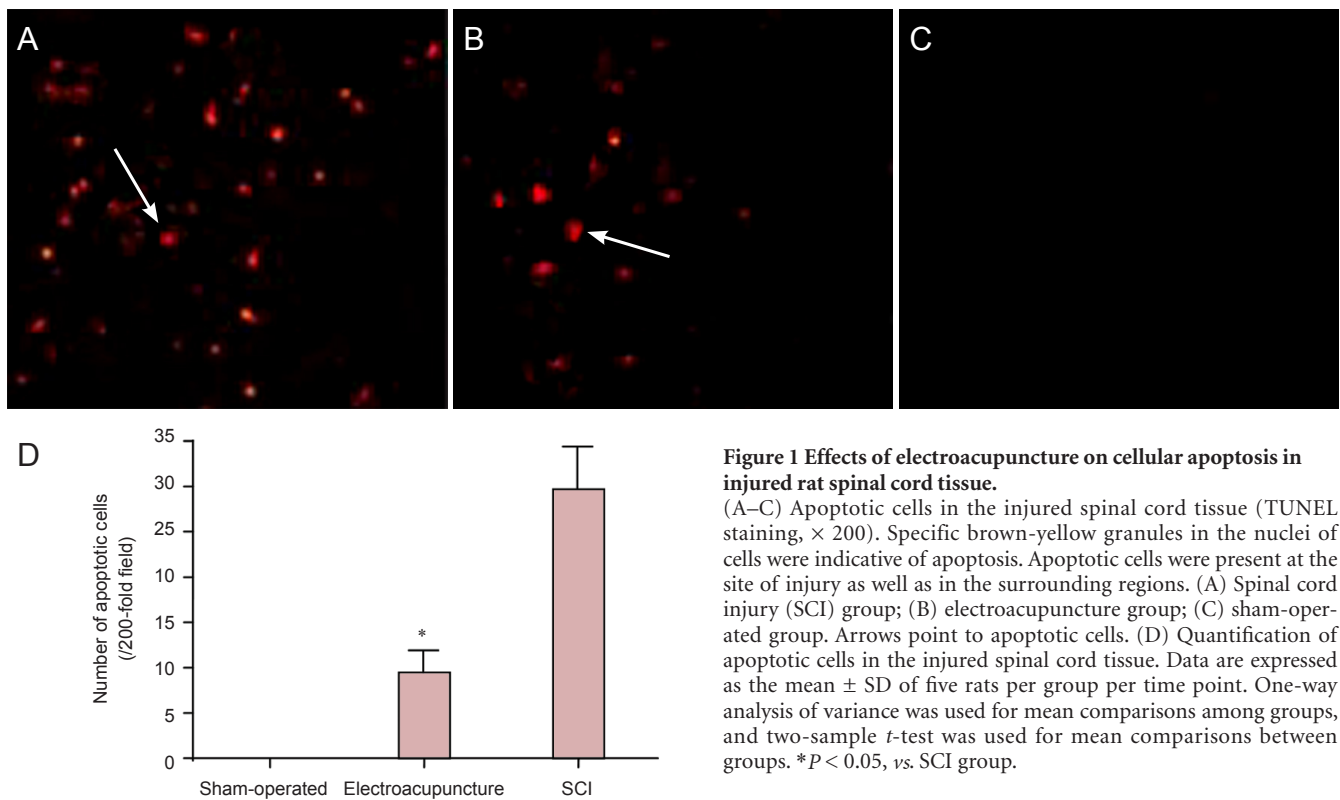 A
B
C
D
35
30
25
10
15
10
5
0
Number of apoptotic cells
(/200-fold field)
*
Sham-operated
Electroacupuncture
SCI
Figure 1 Effects of electroacupuncture on cellular apoptosis in
injured rat spinal cord tissue.
(A–C) Apoptotic cells in the injured spinal cord tissue (TUNEL
staining, × 200). Specific brown-yellow granules in the nuclei of
cells were indicative of apoptosis. Apoptotic cells were present at the
site of injury as well as in the surrounding regions. (A) Spinal cord
injury (SCI) group; (B) electroacupuncture group; (C) sham-oper-
ated group. Arrows point to apoptotic cells. (D) Quantification of
apoptotic cells in the injured spinal cord tissue. Data are expressed
as the mean ± SD of five rats per group per time point. One-way
analysis of variance was used for mean comparisons among groups,
and two-sample t-test was used for mean comparisons between
groups. *P < 0.05, vs. SCI group.